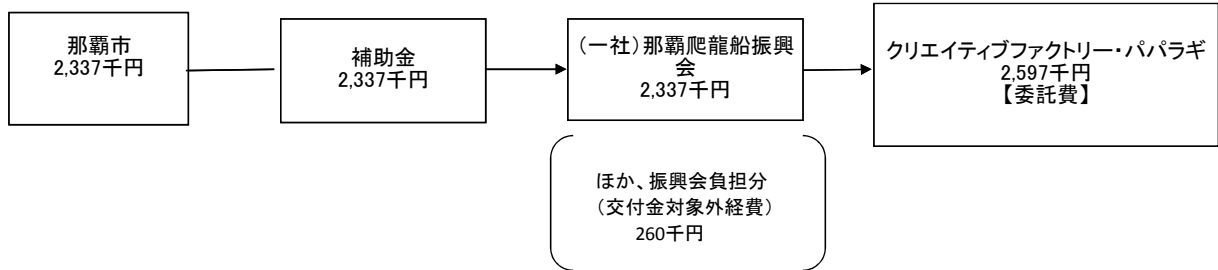 那覇市
2,337千円
補助金
2,337千円
(一社)那覇爬龍船振興
会
2,337千円
クリエイティブファクトリー・パパラギ
2,597千円
【委託費】
ほか、振興会負担分
(交付金対象外経費)
260千円